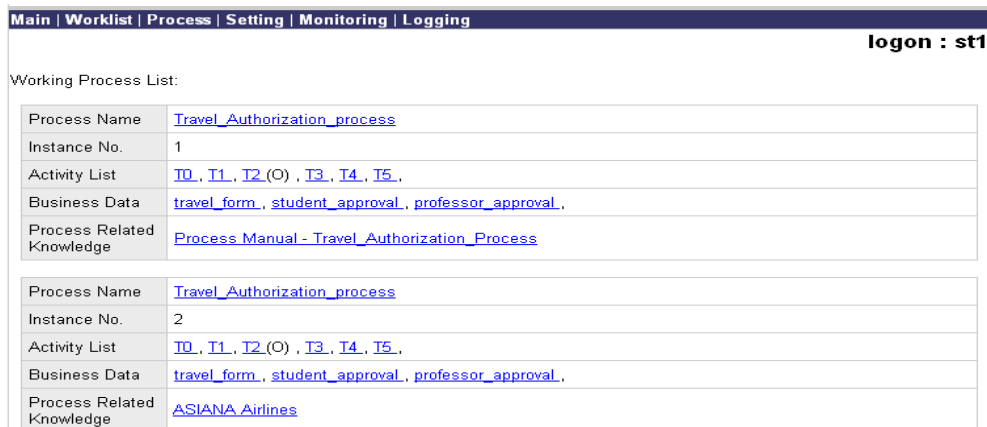 Main | Worklist | Process | Setting | Monitoring | Logging
logon : st1
Working Process List:
Process Name Travel_Authorization_process
Instance No. 1
Activity List T0 , T1 , T2 (O) , T3 , T4 , T5 ,
Business Data travel_form , student_approval , professor_approval ,
Process Related Knowledge Process Manual - Travel_Authorization_Process
Process Name Travel_Authorization_process
Instance No. 2
Activity List T0 , T1 , T2 (O) , T3 , T4 , T5 ,
Business Data travel_form , student_approval , professor_approval ,
Process Related Knowledge ASIANA Airlines